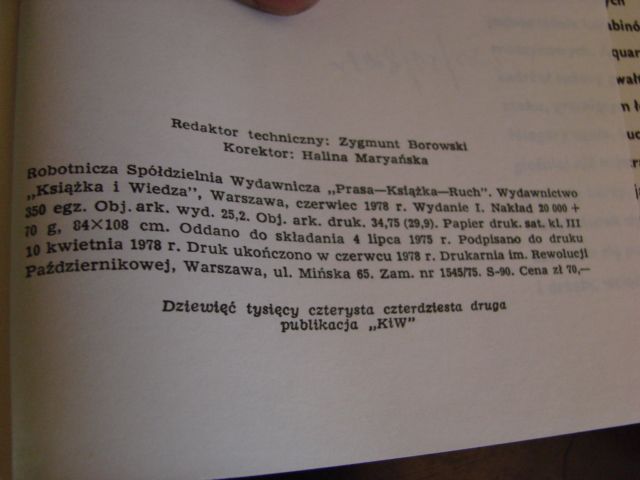 Redaktor techniczny: Zygmunt Borowski
Korektor: Halina Maryańska
Robotnicza Spółdzielnia Wydawnicza „Prasa—Książka—Ruch”. Wydawnictwo
„Książka i Wiedza”, Warszawa, czerwiec 1978 r. Wydanie I. Nakład 20 000 +
350 egz. Obj. ark. wyd. 25,2. Obj. ark. druk. 34,75 (29,9). Papier druk. sat. kl. III
70 g, 84×108 cm. Oddano do składania 4 lipca 1975 r. Podpisano do druku
10 kwietnia 1978 r. Druk ukończono w czerwcu 1978 r. Drukarnia im. Rewolucji
Październikowej, Warszawa, ul. Mińska 65. Zam. nr 1545/75. S-90. Cena zł 70,—
Dziewięć tysięcy czterysta czterdziesta druga
publikacja „KiW”